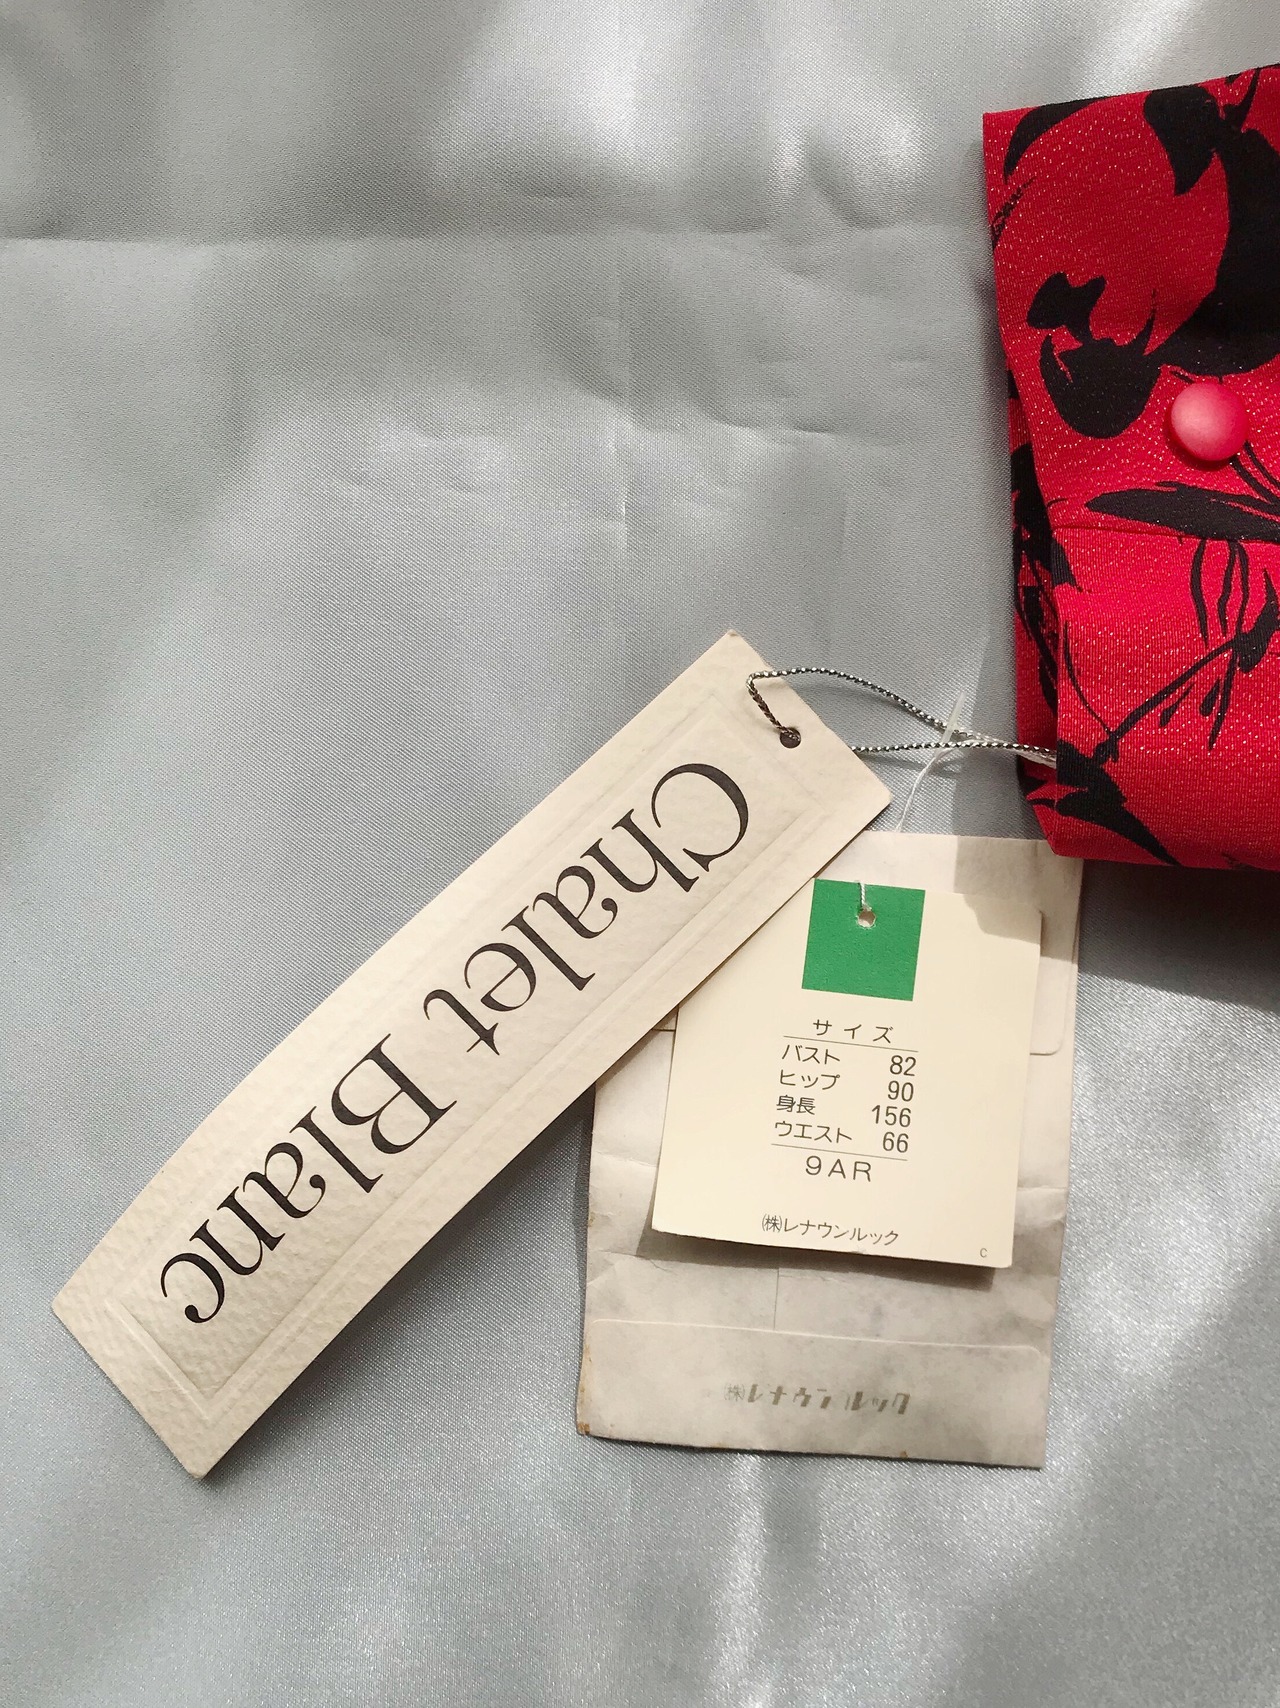 Chalet Blanc
サイズ
バスト 82
ヒップ 90
身長 156
ウエスト 66
9AR
㈱レナウンルック
C
㈱レナウンルック